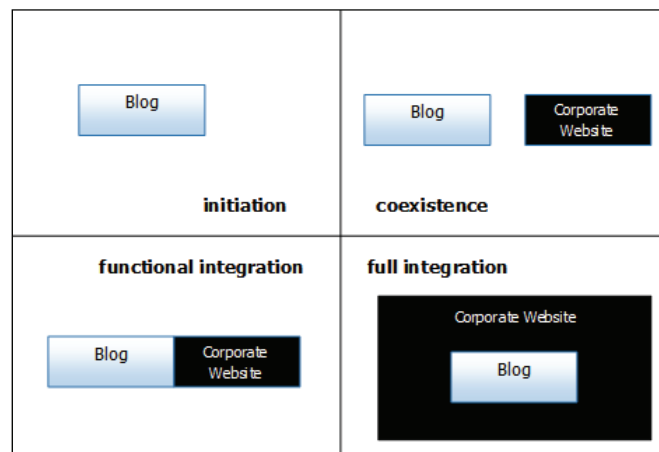 Blog
initiation
Blog
Corporate
Website
coexistence
functional integration
Blog
Corporate
Website
full integration
Corporate Website
Blog